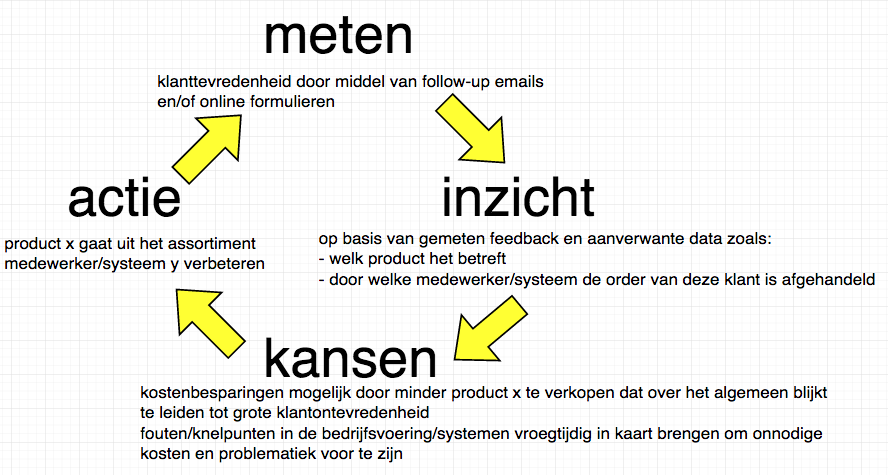 meten
klanttevredenheid door middel van follow-up emails
en/of online formulieren
actie
product x gaat uit het assortiment
medewerker/systeem y verbeteren
inzicht
op basis van gemeten feedback en aanverwante data zoals:
- welk product het betreft
- door welke medewerker/systeem de order van deze klant is afgehandeld
kansen
kostenbesparingen mogelijk door minder product x te verkopen dat over het algemeen blijkt
te leiden tot grote klantontevredenheid
fouten/knelpunten in de bedrijfsvoering/systemen vroegtijdig in kaart brengen om onnodige
kosten en problematiek voor te zijn